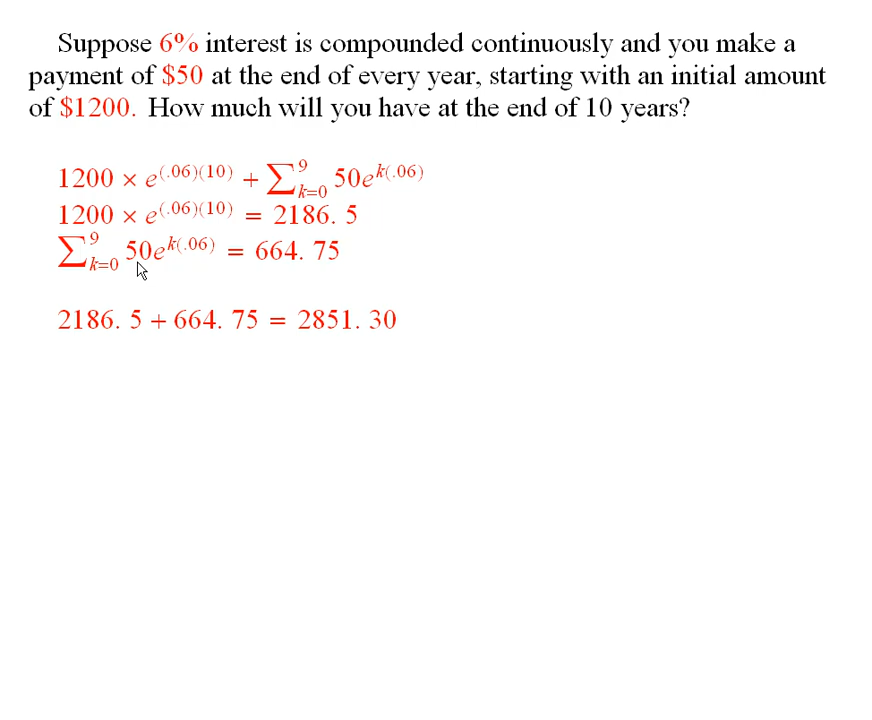 Suppose 6% interest is compounded continuously and you make a
payment of $50 at the end of every year, starting with an initial amount
of $1200. How much will you have at the end of 10 years?
1200 × e^{(.06)(10)} + ∑_{k=0}^{9} 50e^{k(.06)}
1200 × e^{(.06)(10)} = 2186. 5
∑_{k=0}^{9} 50e^{k(.06)} = 664. 75
2186. 5 + 664. 75 = 2851. 30